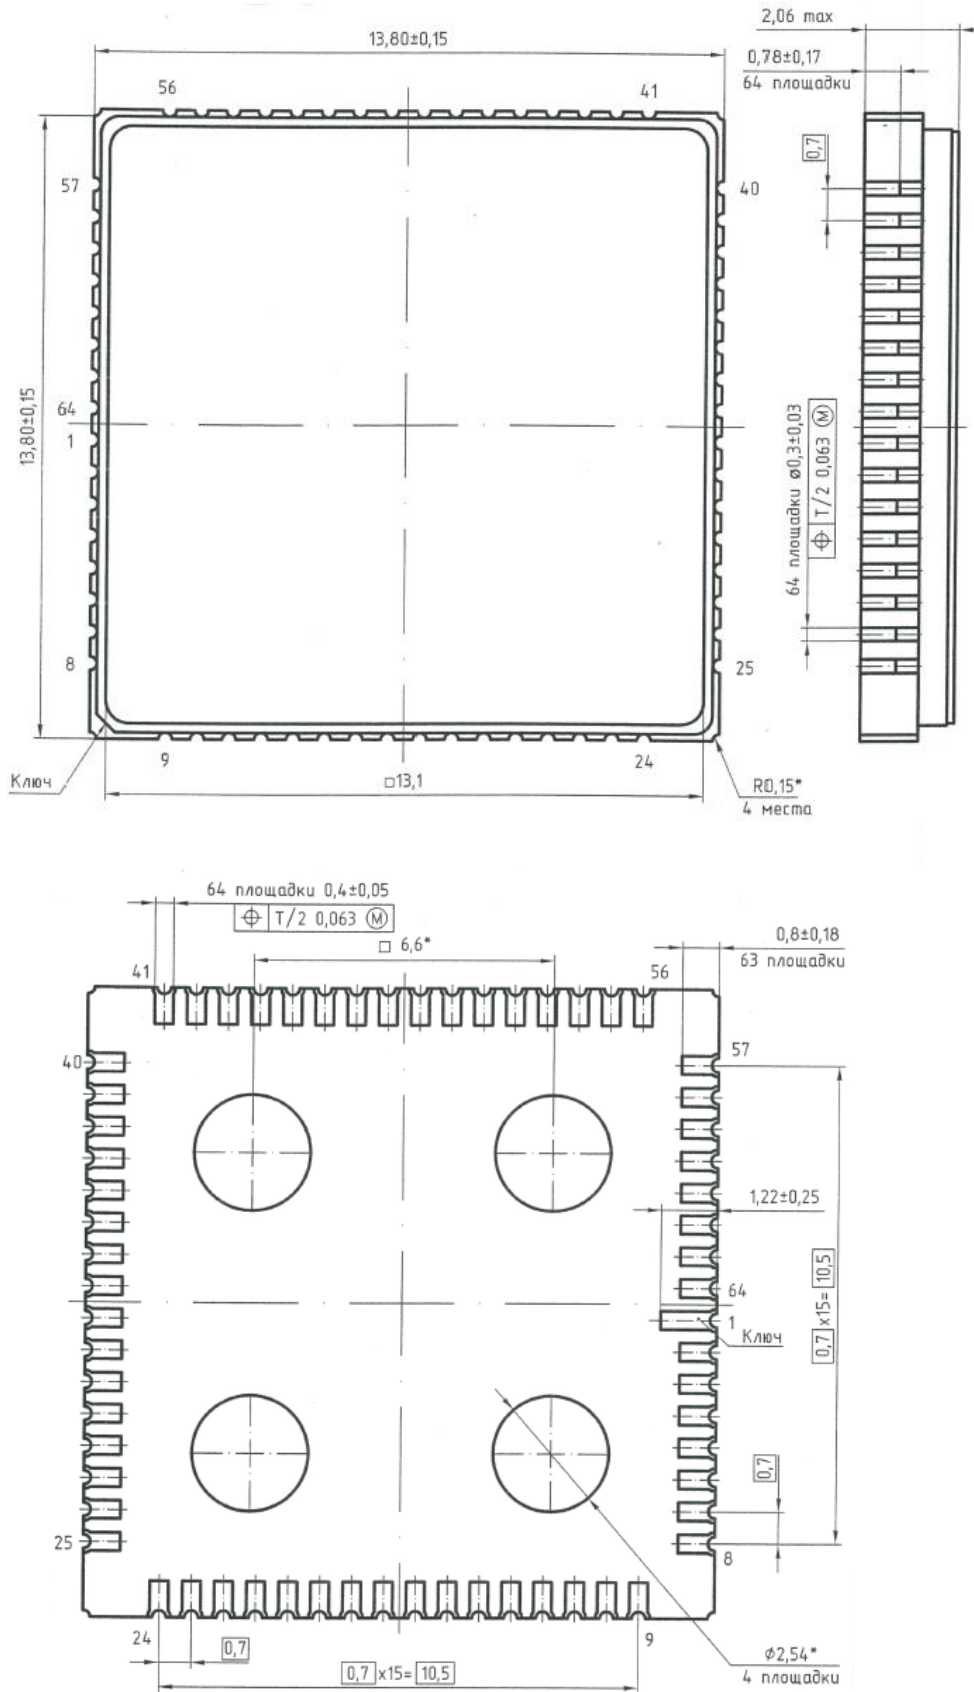 2,06 max
13,80±0,15
0,78±0,17
64 площадки
56
41
0,7
57
40
13,80±0,15
64
1
64 площадки ⌀0,3±0,03
⌖ T/2 0,063 Ⓜ
8
25
9
24
Ключ
□13,1
R0,15*
4 места
64 площадки 0,4±0,05
⌖ T/2 0,063 Ⓜ
□ 6,6*
0,8±0,18
63 площадки
41
56
40
57
1,22±0,25
64
1
Ключ
0,7 x15= 10,5
0,7
25
8
24
0,7
9
0,7 x15= 10,5
⌀2,54*
4 площадки